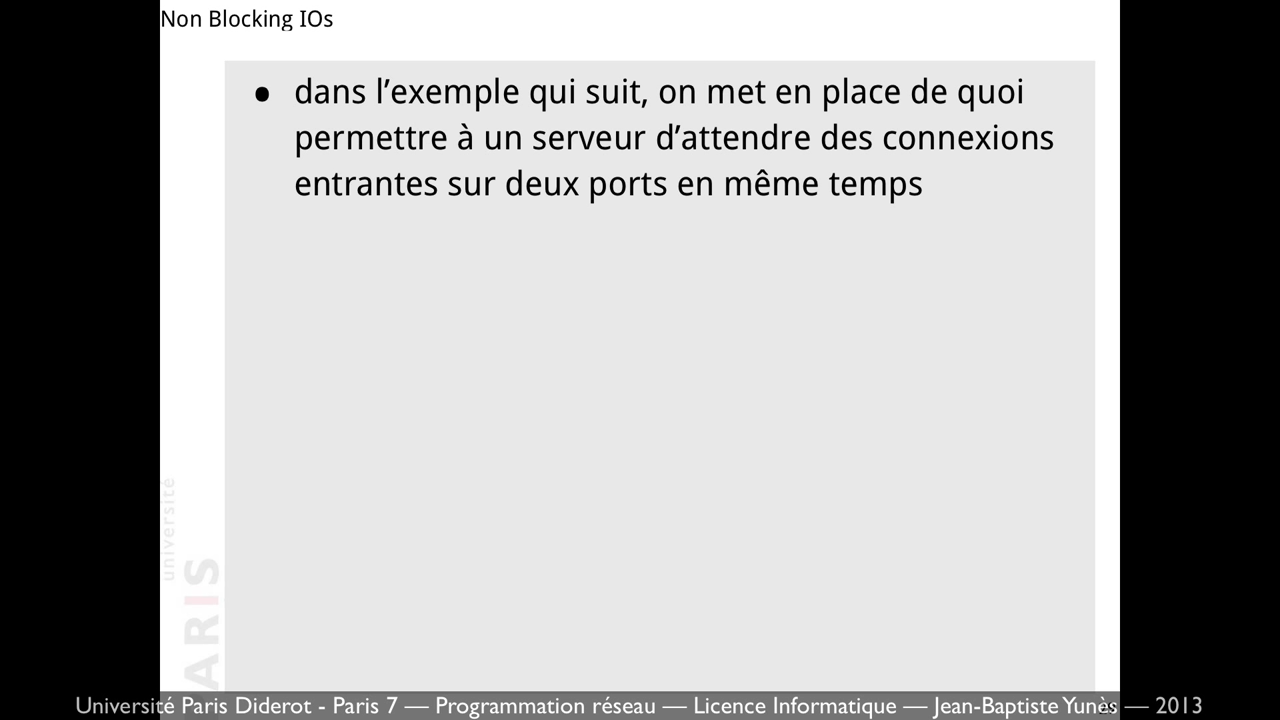 Non Blocking IOs
● dans l’exemple qui suit, on met en place de quoi
permettre à un serveur d’attendre des connexions
entrantes sur deux ports en même temps
université
PARIS
Université Paris Diderot - Paris 7 — Programmation réseau — Licence Informatique — Jean-Baptiste Yunès — 2013